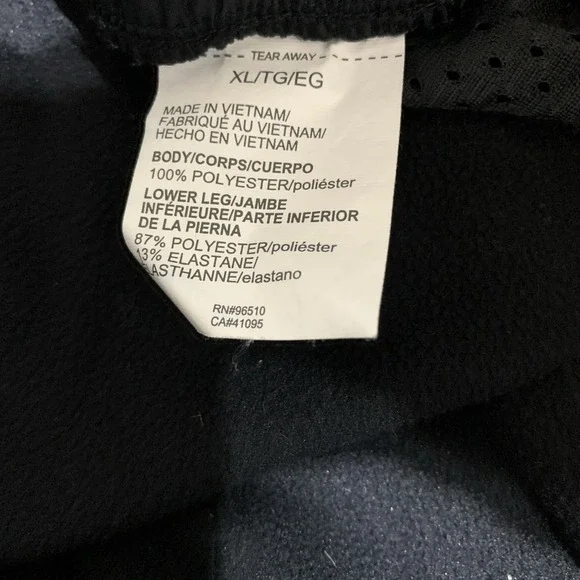 TEAR AWAY
XL/TG/EG
MADE IN VIETNAM/
FABRIQUÉ AU VIETNAM/
HECHO EN VIETNAM
BODY/CORPS/CUERPO
100% POLYESTER/poliéster
LOWER LEG/JAMBE
INFÉRIEURE/PARTE INFERIOR
DE LA PIERNA
87% POLYESTER/poliéster
13% ELASTANE/
ASTHANNE/elastano
RN#96510
CA#41095